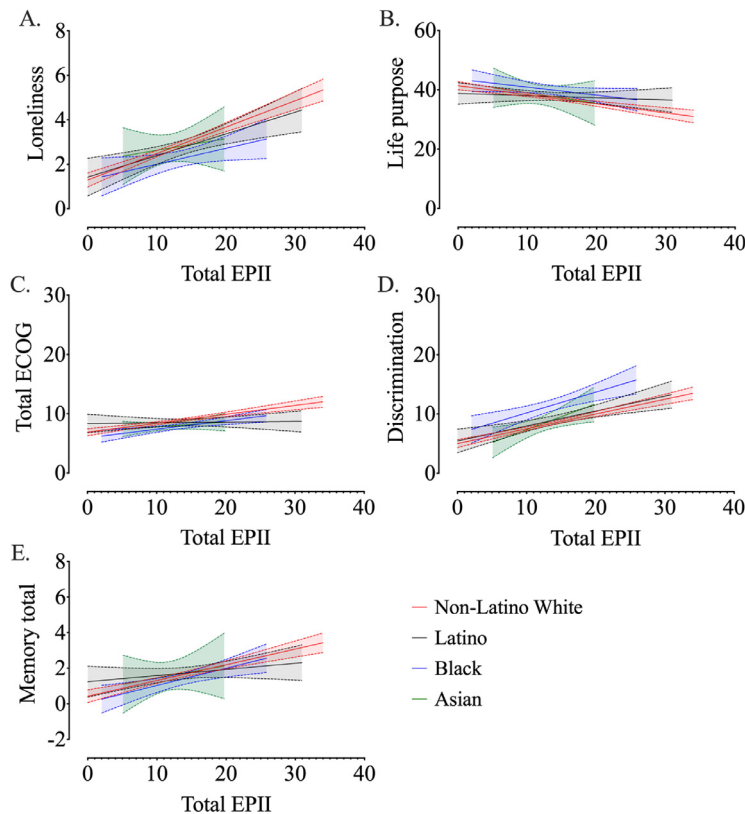 A.
8
6
4
2
0
Loneliness
0 10 20 30 40
Total EPII
B.
60
40
20
0
Life purpose
0 10 20 30 40
Total EPII
C.
30
20
10
0
Total ECOG
0 10 20 30 40
Total EPII
D.
30
20
10
0
Discrimination
0 10 20 30 40
Total EPII
E.
8
6
4
2
0
-2
Memory total
0 10 20 30 40
Total EPII
Non-Latino White
Latino
Black
Asian